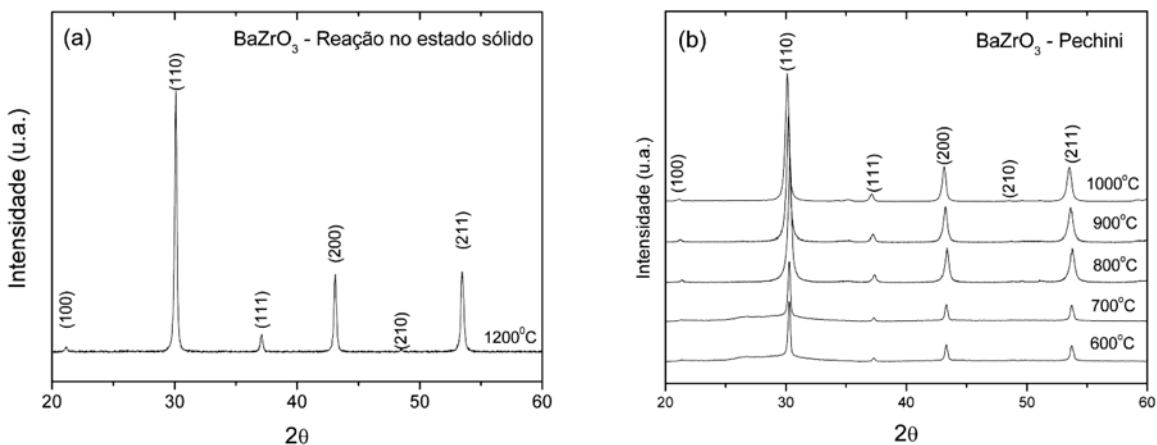 (a)
BaZrO₃ - Reação no estado sólido
(100)
(110)
(111)
(200)
(210)
(211)
1200°C
Intensidade (u.a.)
20 30 40 50 60
2θ
(b)
BaZrO₃ - Pechini
(100)
(110)
(111)
(200)
(210)
(211)
1000°C
900°C
800°C
700°C
600°C
Intensidade (u.a.)
20 30 40 50 60
2θ